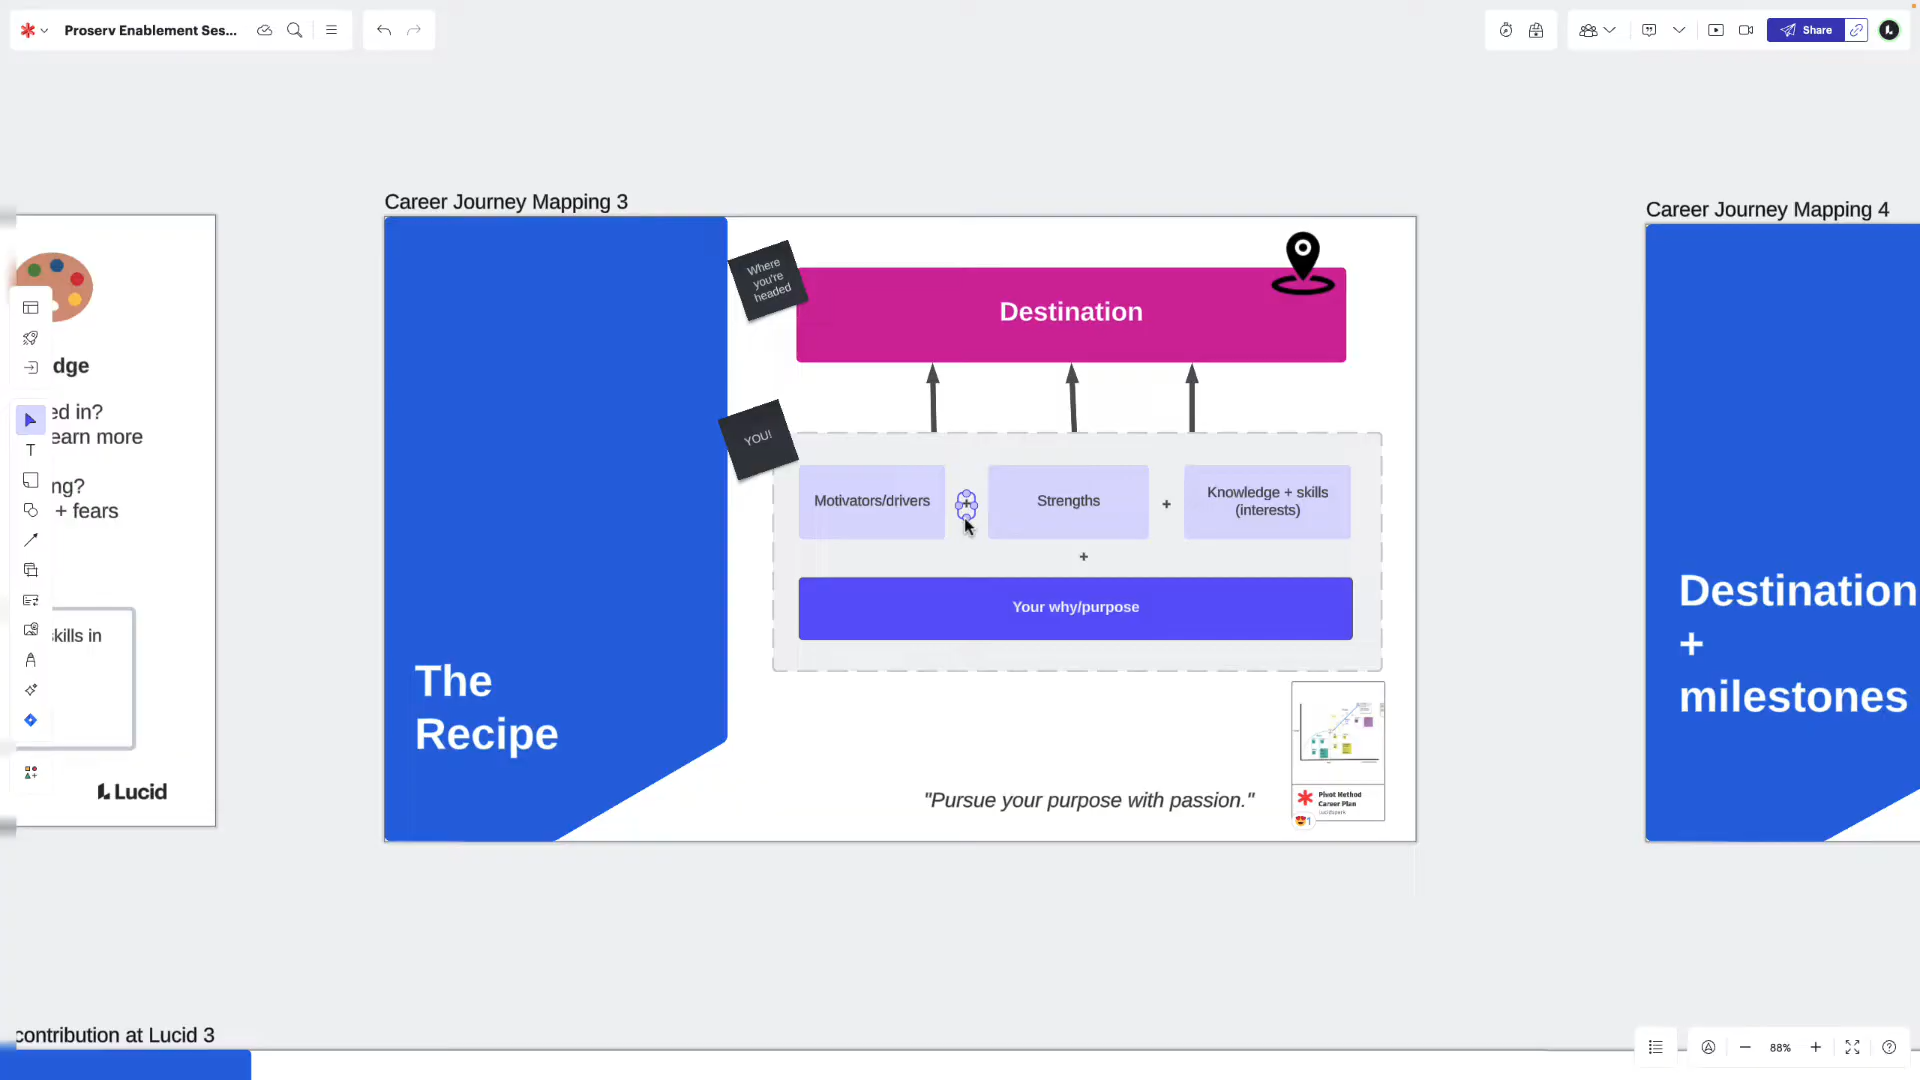 Proserv Enablement Ses...
Share
Career Journey Mapping 3
Career Journey Mapping 4
dge
ed in?
earn more
ng?
+ fears
skills in
Lucid
Where
you're
headed
Destination
YOU!
Motivators/drivers
+
Strengths
+
Knowledge + skills
(interests)
+
Your why/purpose
The
Recipe
"Pursue your purpose with passion."
Pivot Method
Career Plan
1
Destination
+
milestones
contribution at Lucid 3
88%